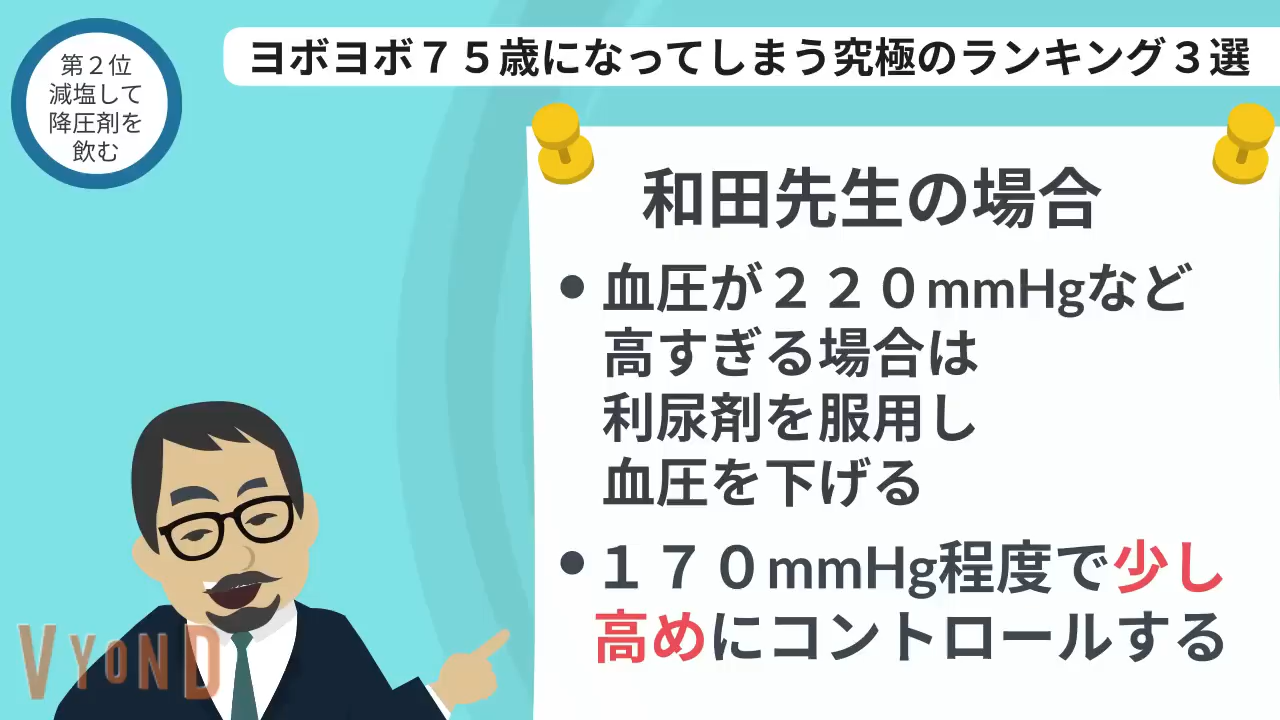 第２位
減塩して
降圧剤を
飲む
ヨボヨボ７５歳になってしまう究極のランキング３選
和田先生の場合
● 血圧が２２０mmHgなど
高すぎる場合は
利尿剤を服用し
血圧を下げる
● １７０mmHg程度で少し
高めにコントロールする
VYOND